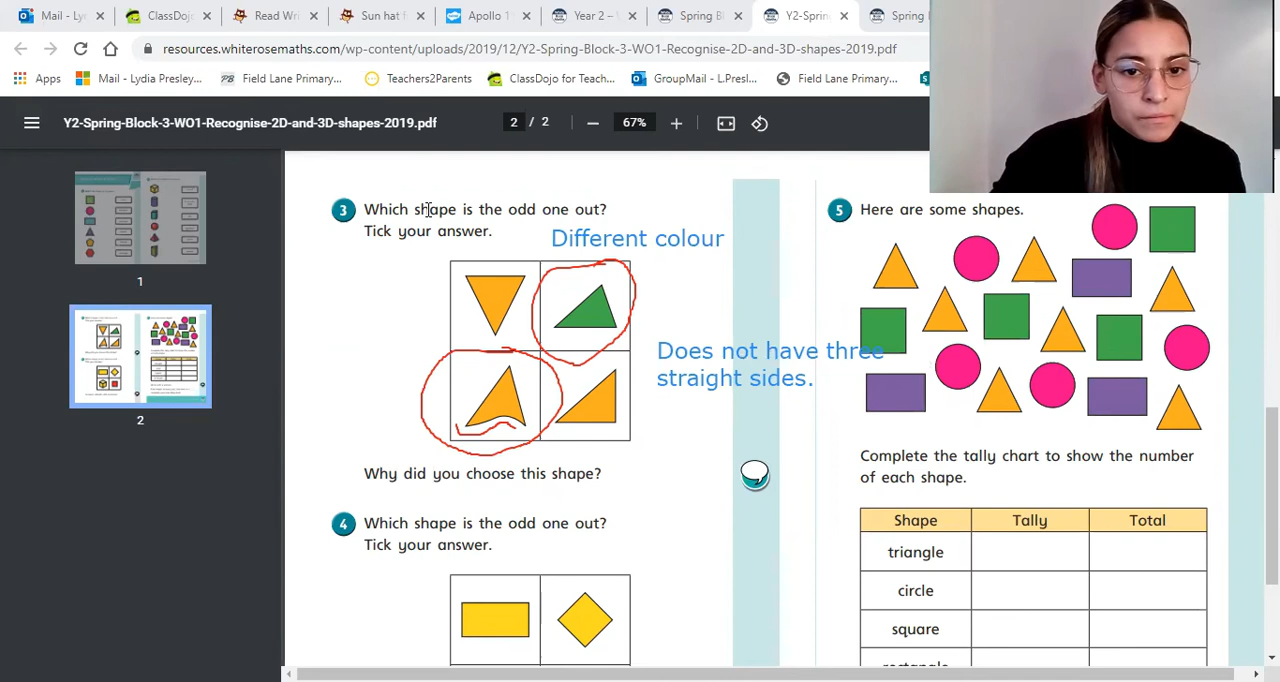 Mail - Lydi
ClassDojo
Read Wri
Sun hat f
Apollo 1
Year 2 –
Spring B
Y2-Sprin
Spring
resources.whiterosemaths.com/wp-content/uploads/2019/12/Y2-Spring-Block-3-WO1-Recognise-2D-and-3D-shapes-2019.pdf
Apps
Mail - Lydia Presley...
Field Lane Primary...
Teachers2Parents
ClassDojo for Teach...
GroupMail - L.Presl...
Field Lane Primary...
Y2-Spring-Block-3-WO1-Recognise-2D-and-3D-shapes-2019.pdf
2 / 2
67%
1
2
3 Which shape is the odd one out?
Tick your answer.
Different colour
Does not have three
straight sides.
Why did you choose this shape?
4 Which shape is the odd one out?
Tick your answer.
5 Here are some shapes.
Complete the tally chart to show the number
of each shape.
Shape Tally Total
triangle
circle
square